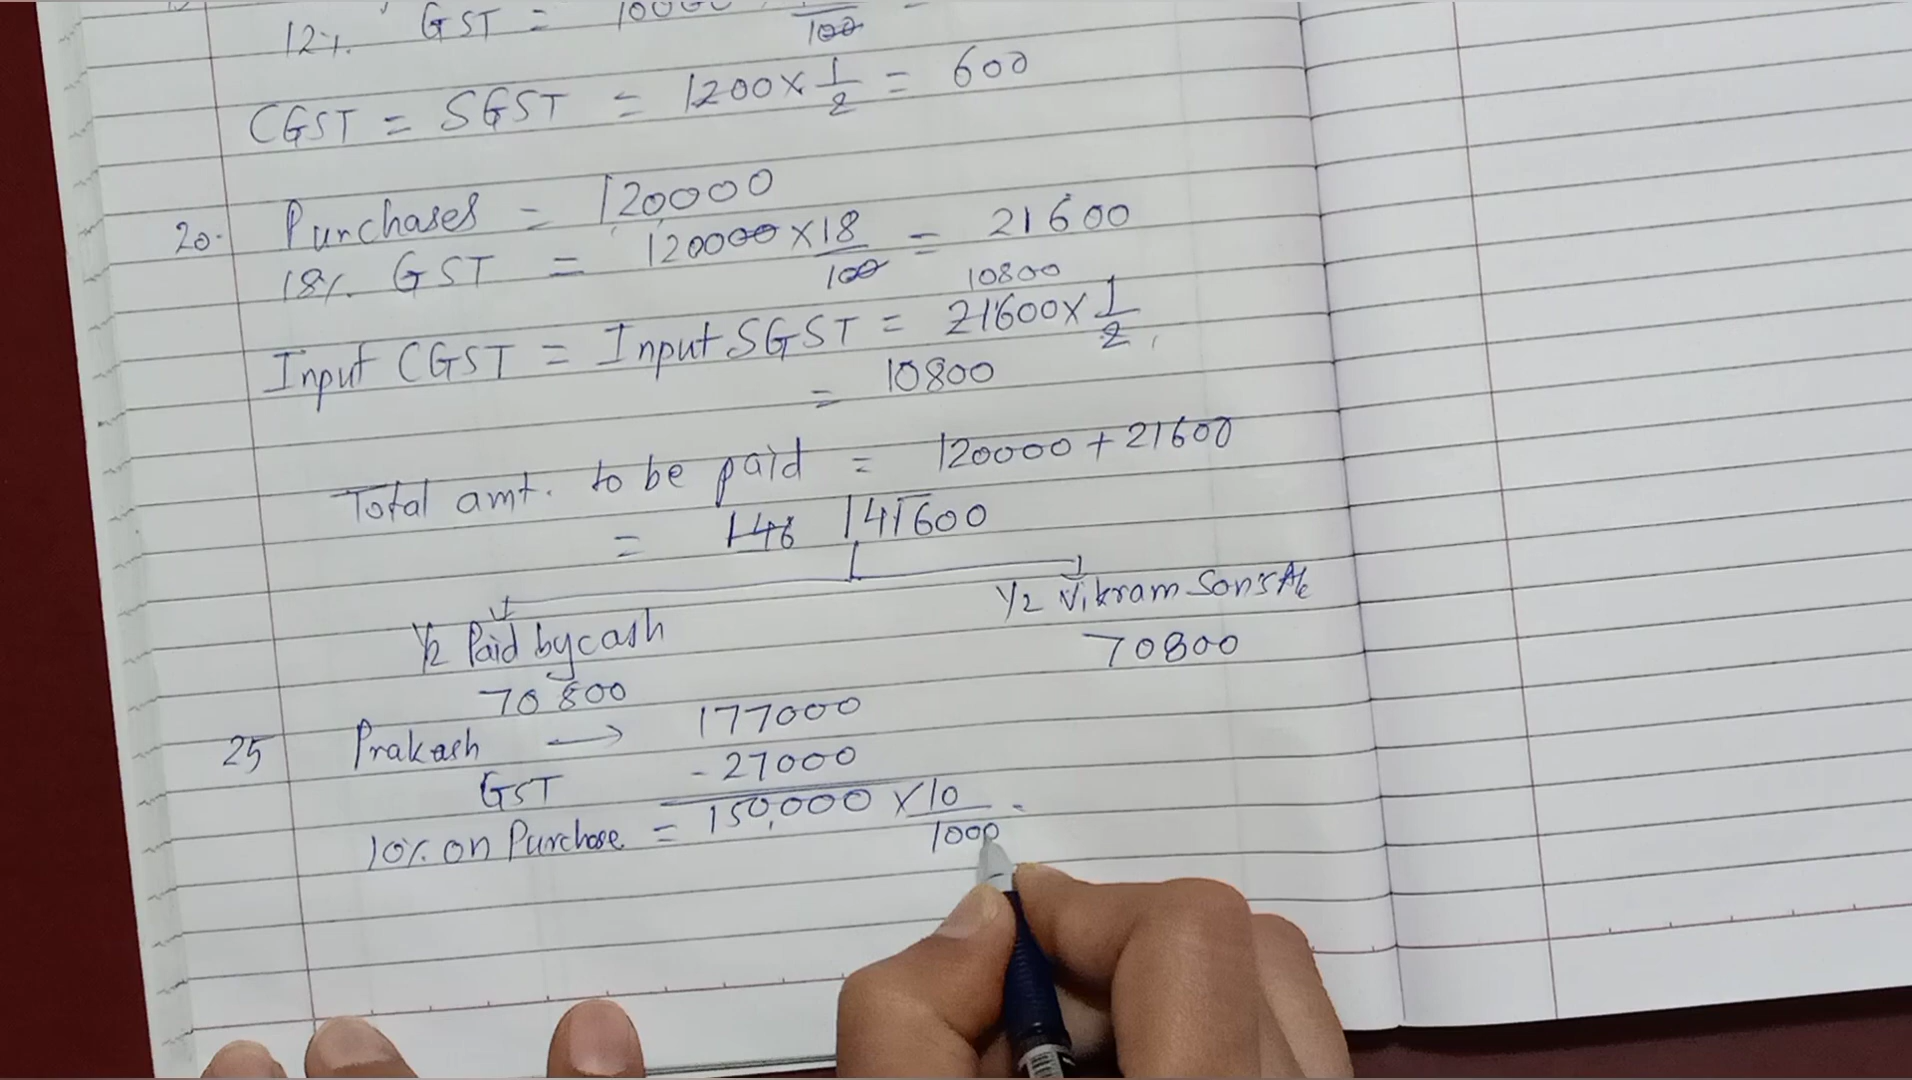 12%. GST = 10000 100
CGST = SGST = 1200 x 1/2 = 600
20. Purchases = 120000
18%. GST = 120000 x 18/100 = 21600
10800
Input CGST = Input SGST = 21600 x 1/2
= 10800
Total amt. to be paid = 120000 + 21600
= 146 141600
1/2 Paid by cash 1/2 Vikram Sons A/c
70800 70800
25 Prakash → 177000
GST - 27000
10%. on Purchase = 150,000 x 10/1000 =